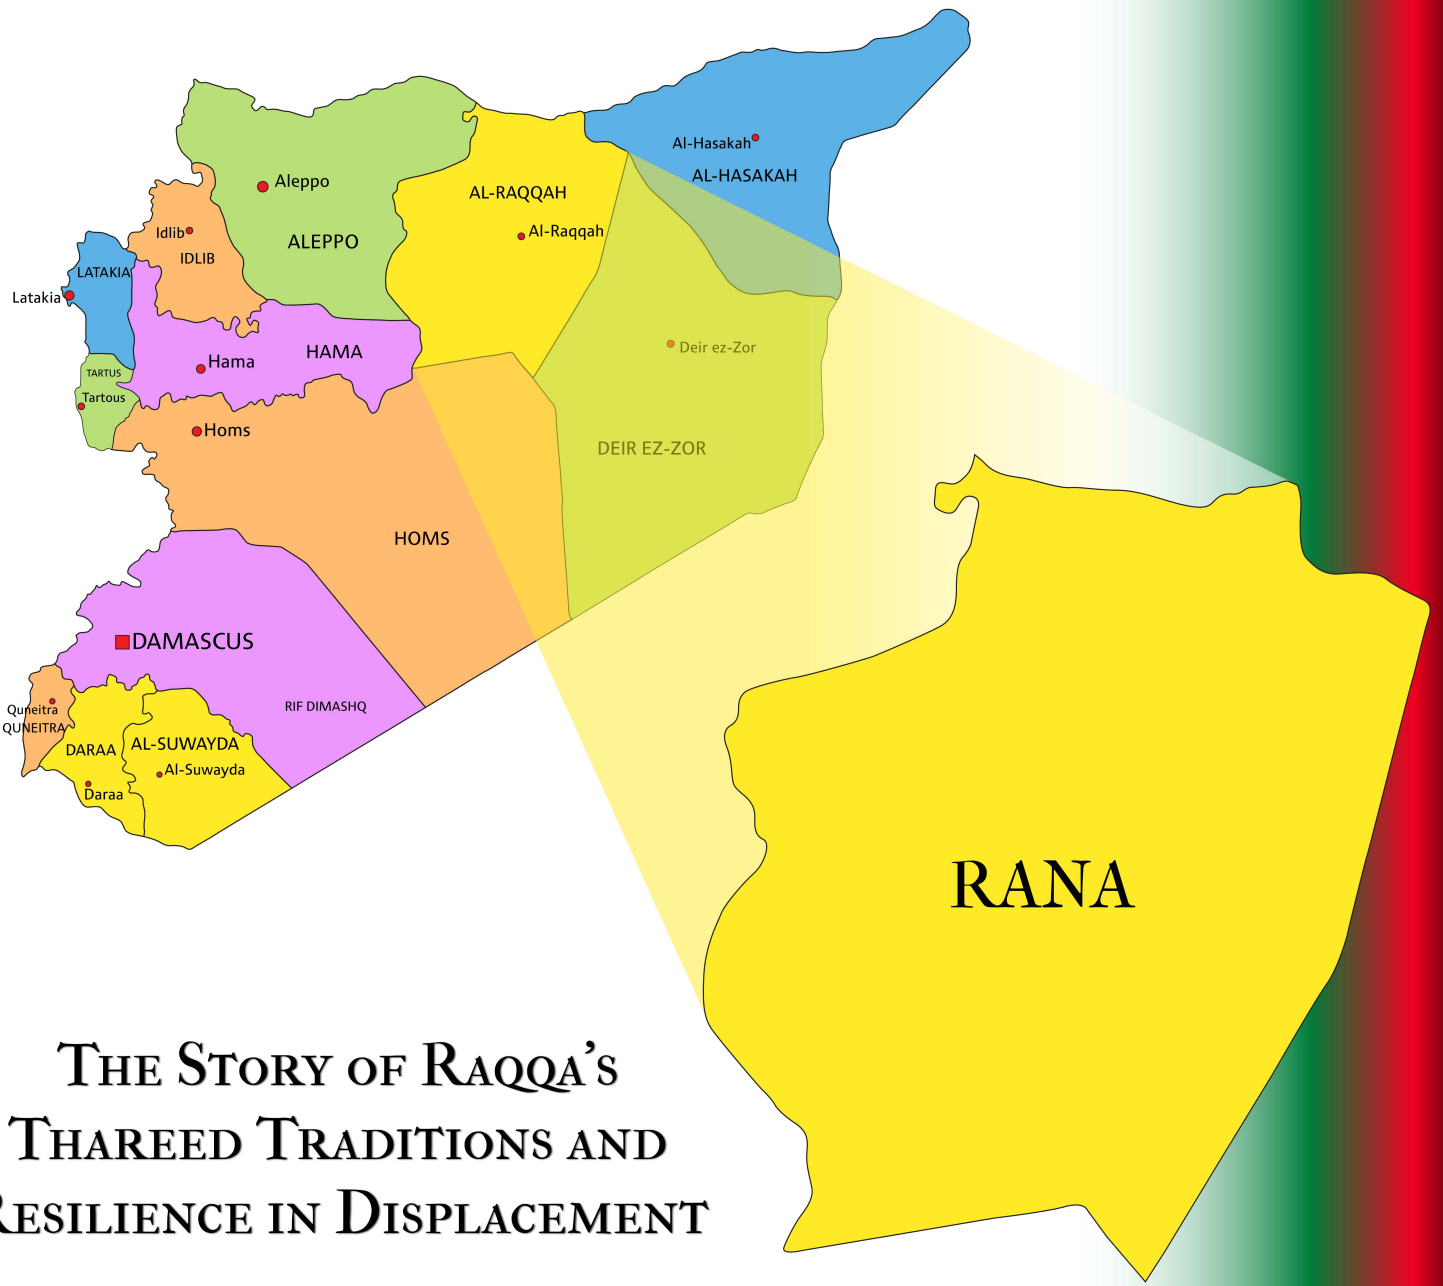 Al-Hasakah
AL-HASAKAH
Aleppo
AL-RAQQAH
Al-Raqqah
ALEPPO
Idlib
IDLIB
LATAKIA
Latakia
HAMA
Hama
Deir ez-Zor
TARTUS
Tartous
Homs
DEIR EZ-ZOR
HOMS
DAMASCUS
RIF DIMASHQ
Quneitra
QUNEITRA
DARAA
AL-SUWAYDA
Al-Suwayda
Daraa
RANA
The Story of Raqqa's
Thareed Traditions and
Resilience in Displacement